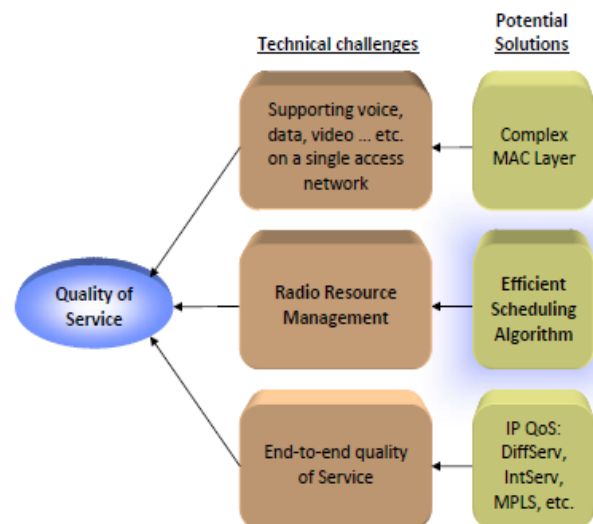 Technical challenges
Potential
Solutions
Supporting voice,
data, video ... etc.
on a single access
network
Complex
MAC Layer
Quality of
Service
Radio Resource
Management
Efficient
Scheduling
Algorithm
End-to-end quality
of Service
IP QoS:
DiffServ,
IntServ,
MPLS, etc.